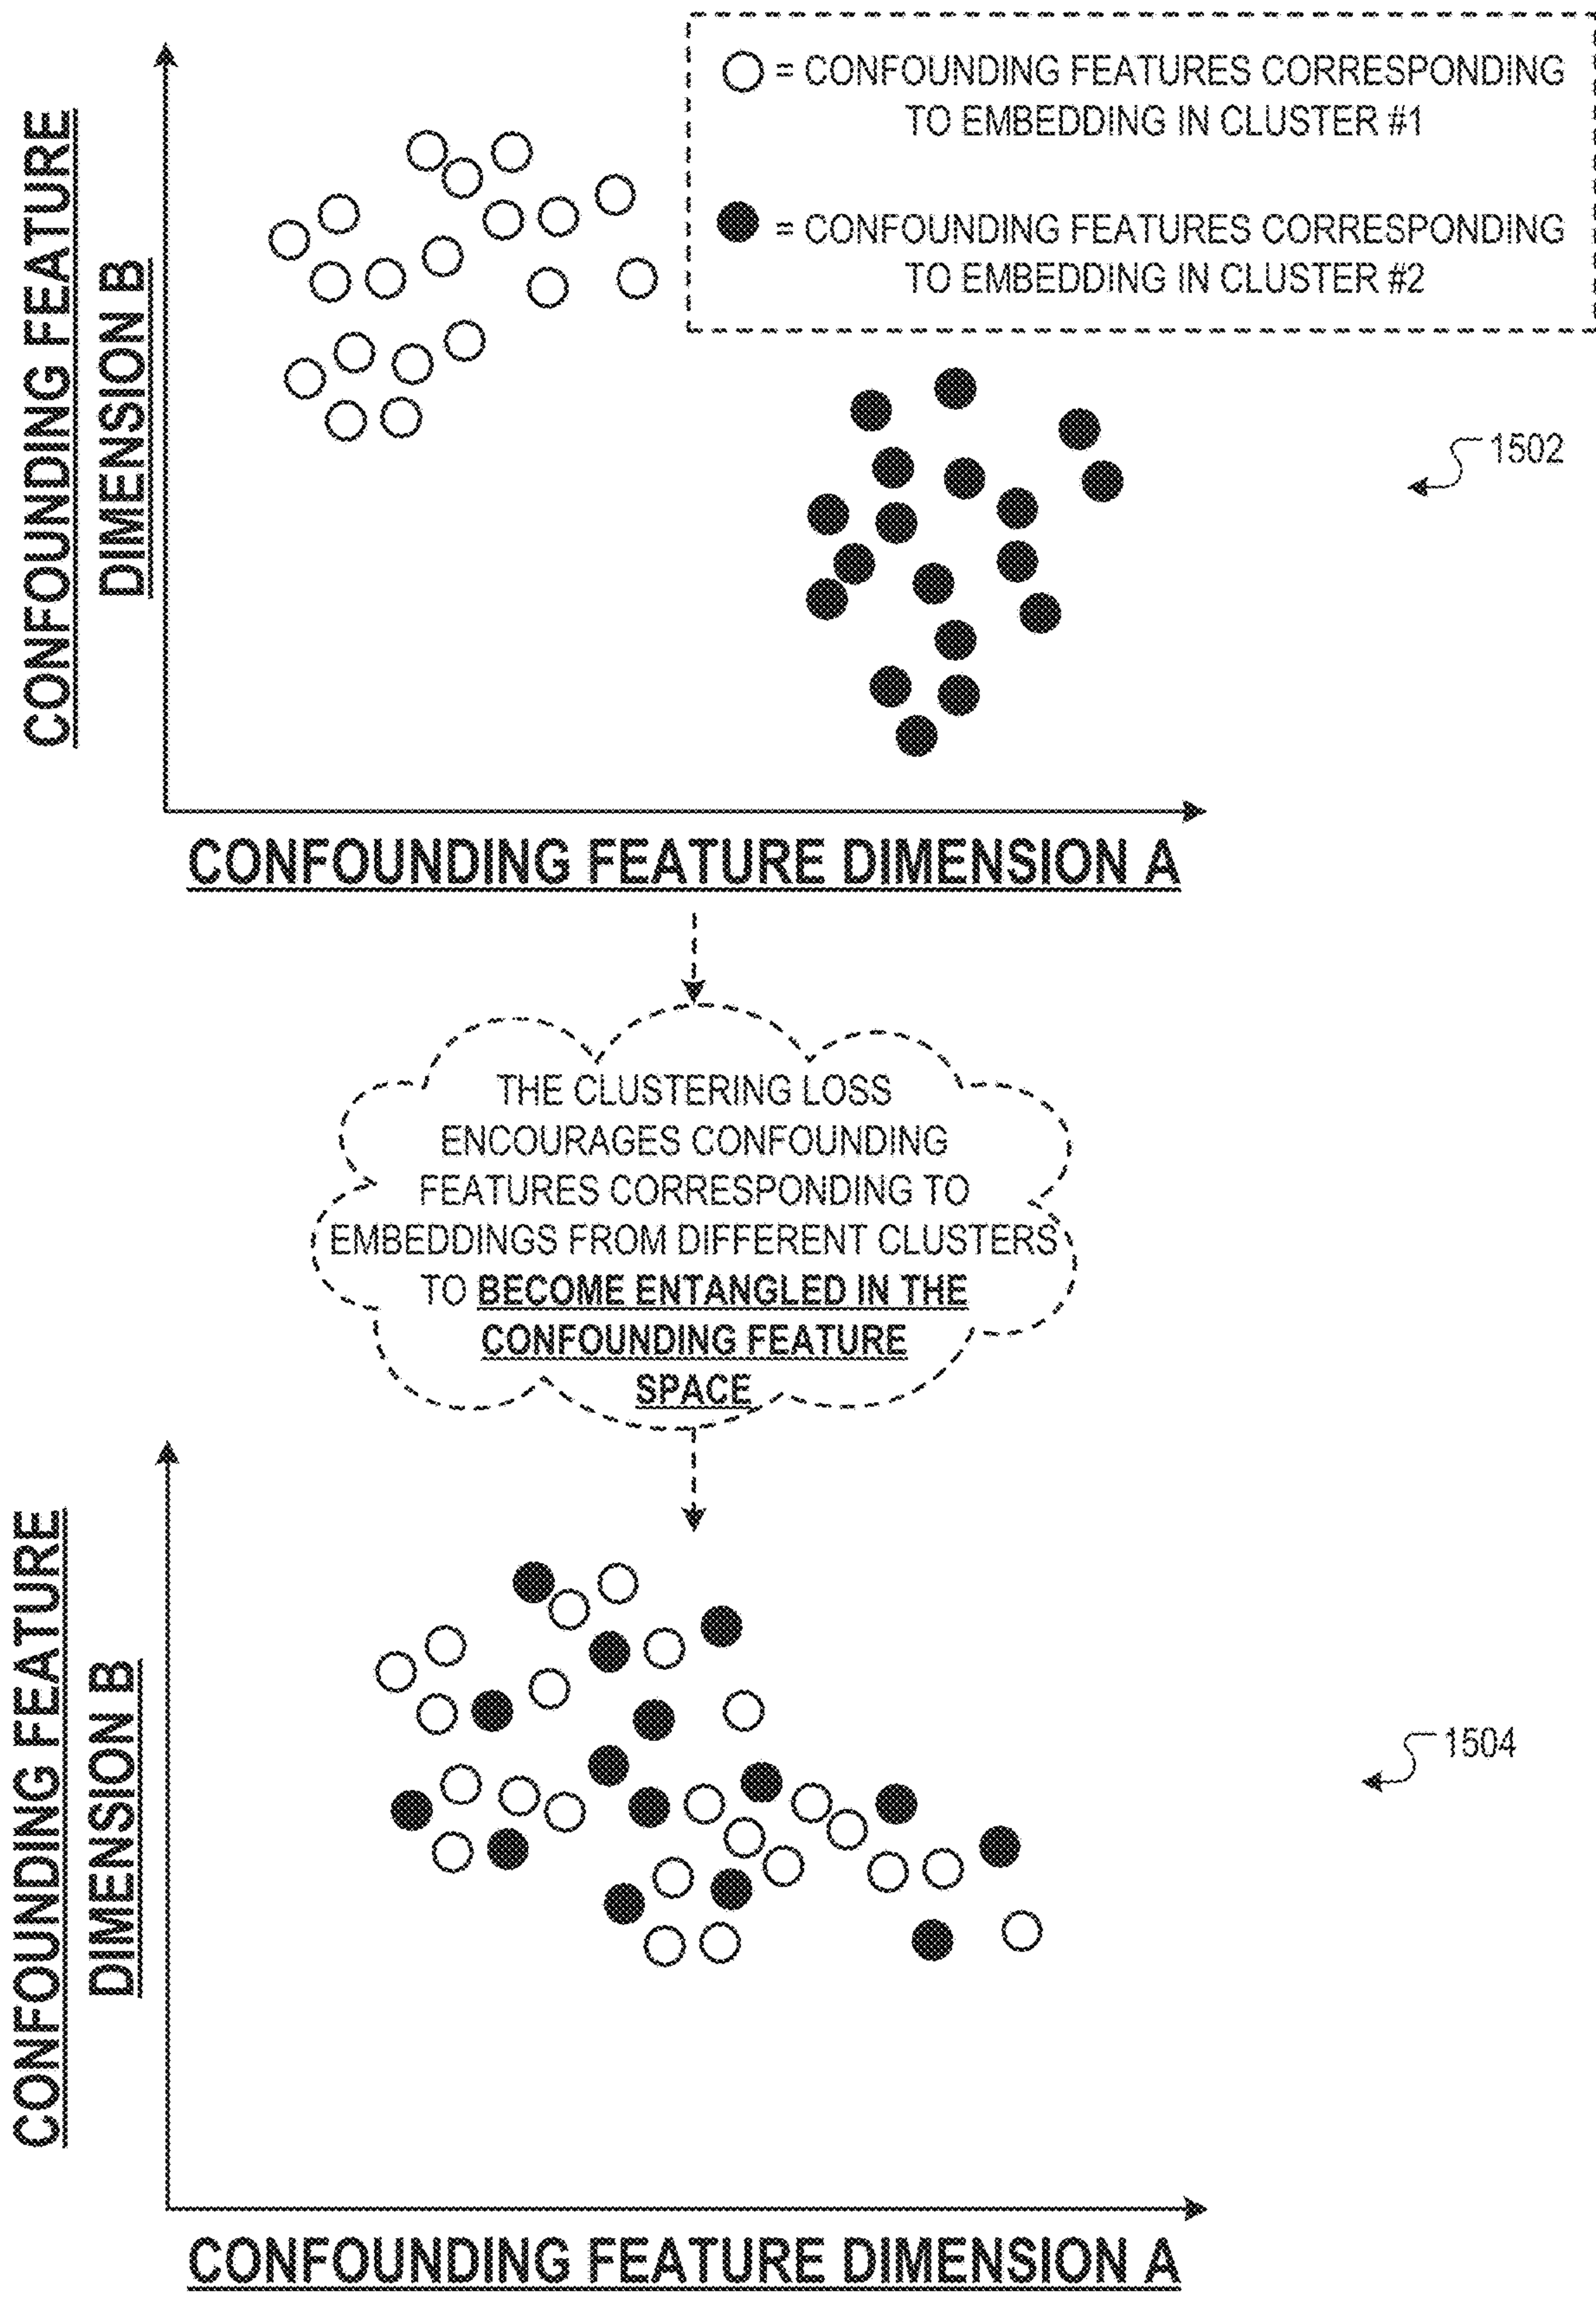 = CONFOUNDING FEATURES CORRESPONDING
TO EMBEDDING IN CLUSTER #1
= CONFOUNDING FEATURES CORRESPONDING
TO EMBEDDING IN CLUSTER #2
CONFOUNDING FEATURE
DIMENSION B
1502
CONFOUNDING FEATURE DIMENSION A
THE CLUSTERING LOSS
ENCOURAGES CONFOUNDING
FEATURES CORRESPONDING TO
EMBEDDINGS FROM DIFFERENT CLUSTERS
TO BECOME ENTANGLED IN THE
CONFOUNDING FEATURE
SPACE
CONFOUNDING FEATURE
DIMENSION B
1504
CONFOUNDING FEATURE DIMENSION A